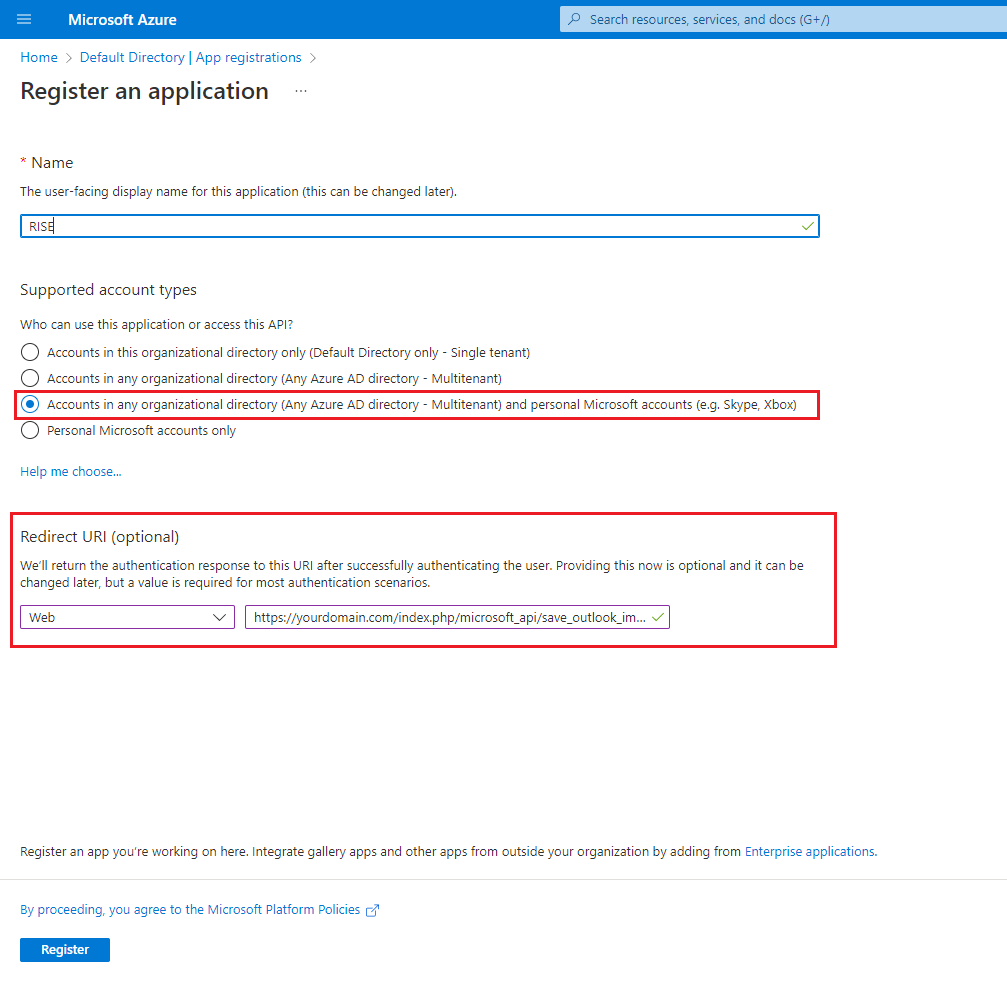 Microsoft Azure
Search resources, services, and docs (G+/)
Home > Default Directory | App registrations >
Register an application ...
* Name
The user-facing display name for this application (this can be changed later).
RISE
Supported account types
Who can use this application or access this API?
Accounts in this organizational directory only (Default Directory only - Single tenant)
Accounts in any organizational directory (Any Azure AD directory - Multitenant)
Accounts in any organizational directory (Any Azure AD directory - Multitenant) and personal Microsoft accounts (e.g. Skype, Xbox)
Personal Microsoft accounts only
Help me choose...
Redirect URI (optional)
We'll return the authentication response to this URI after successfully authenticating the user. Providing this now is optional and it can be
changed later, but a value is required for most authentication scenarios.
Web
https://yourdomain.com/index.php/microsoft_api/save_outlook_im...
Register an app you're working on here. Integrate gallery apps and other apps from outside your organization by adding from Enterprise applications.
By proceeding, you agree to the Microsoft Platform Policies
Register